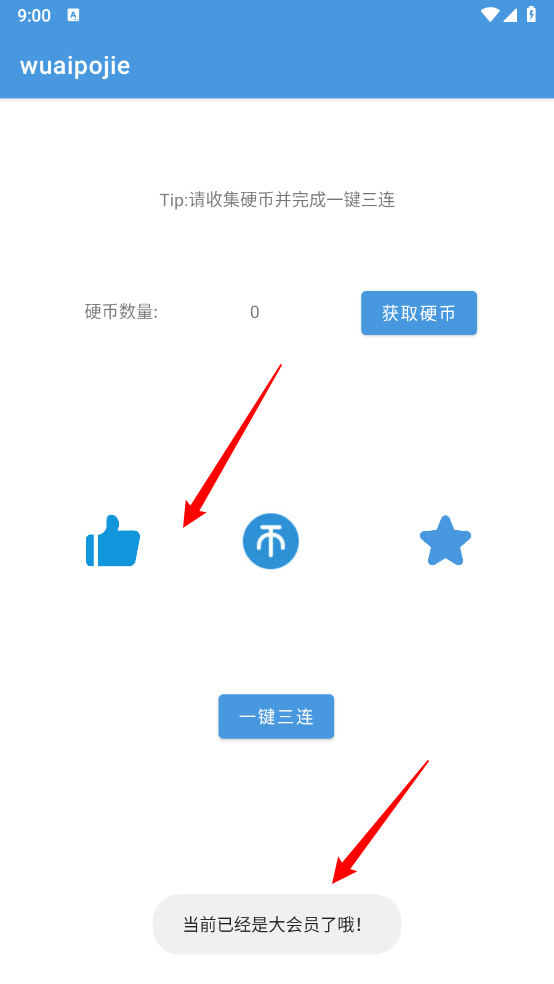 9:00 A
wuaipojie
Tip:请收集硬币并完成一键三连
硬币数量: 0 获取硬币
币
一键三连
当前已经是大会员了哦!